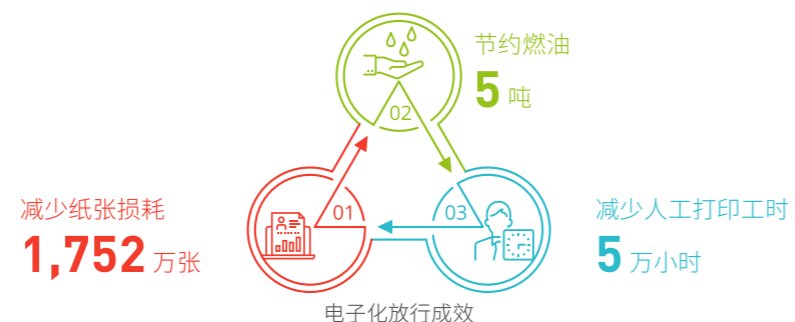 节约燃油
5 吨
02
减少纸张损耗
1,752 万张
01
03
减少人工打印工时
5 万小时
电子化放行成效